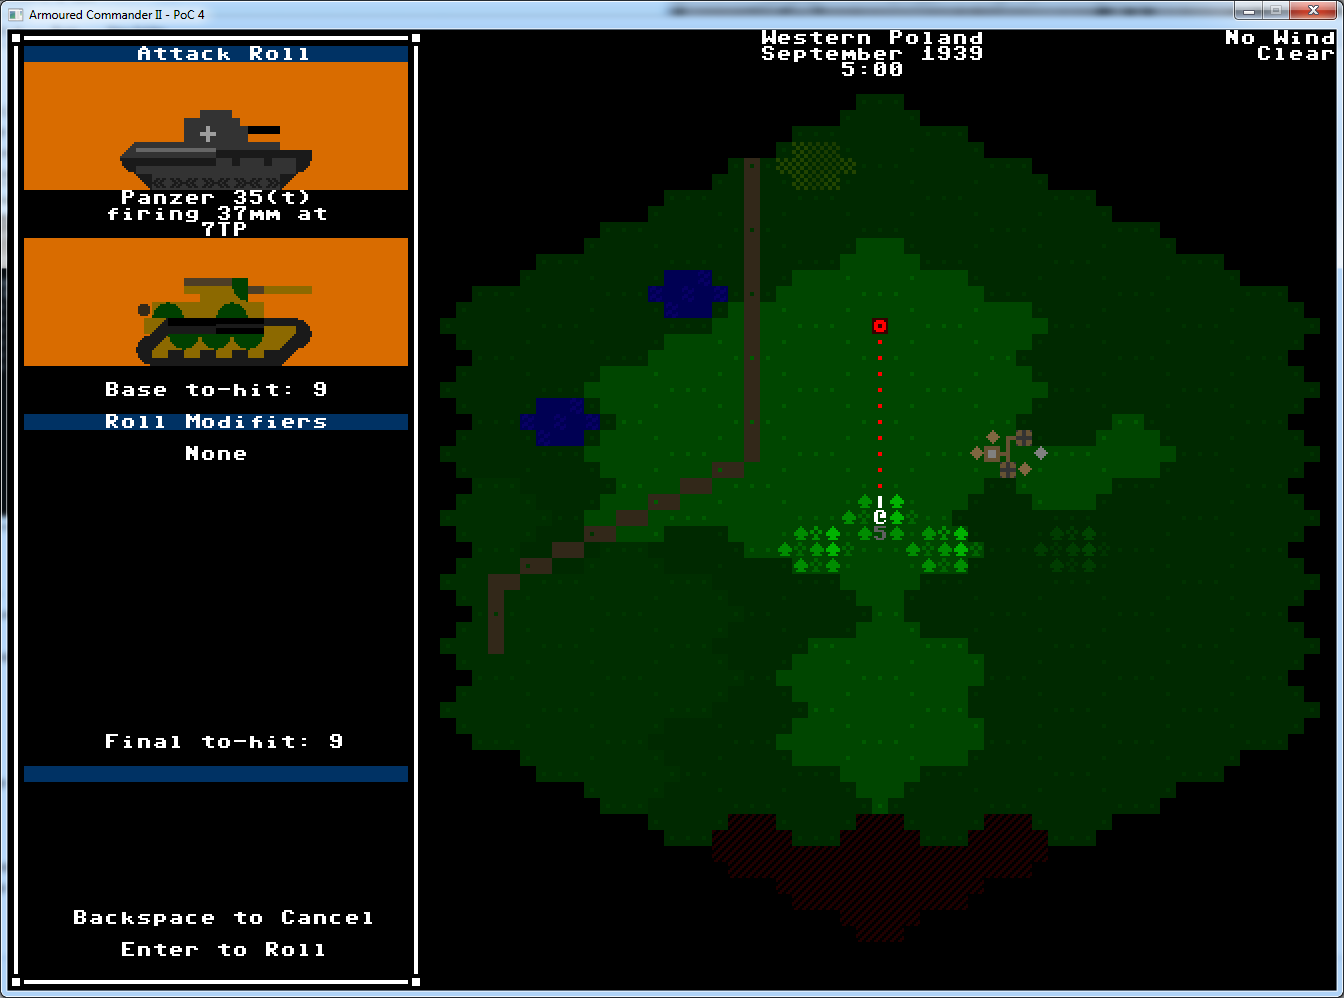 Armoured Commander II - PoC 4
Attack Roll
Panzer 35(t)
firing 37mm at
7TP
Base to-hit: 9
Roll Modifiers
None
Final to-hit: 9
Backspace to Cancel
Enter to Roll
Western Poland
September 1939
5:00
No Wind
Clear
@
5